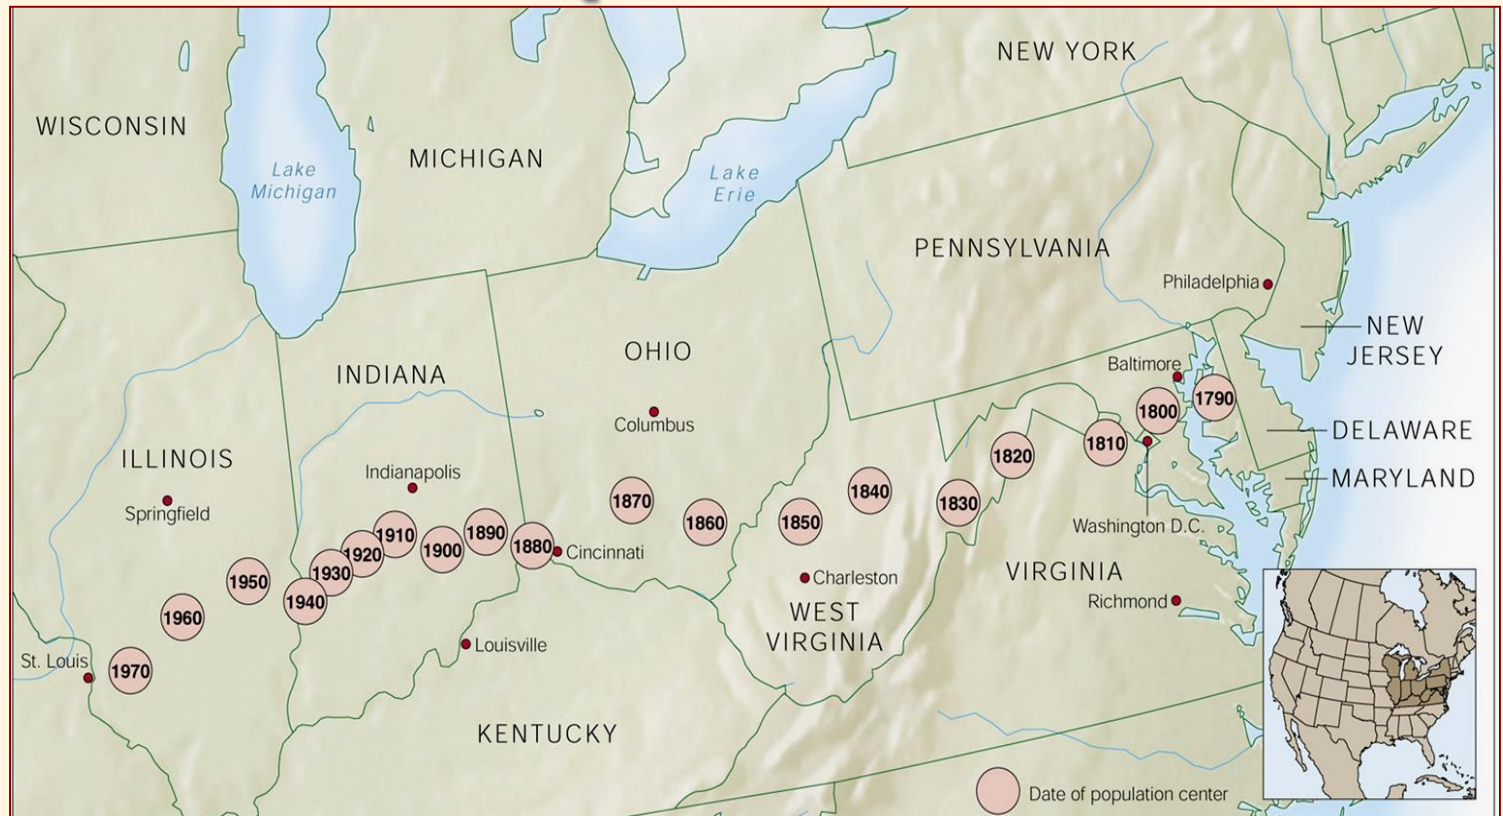 NEW YORK
WISCONSIN
MICHIGAN
Lake
Michigan
Lake
Erie
PENNSYLVANIA
Philadelphia
NEW
JERSEY
OHIO
INDIANA
Baltimore
1790
1800
Columbus
DELAWARE
1810
ILLINOIS
1820
Indianapolis
MARYLAND
Springfield
1870
1840
1830
1860
1850
Washington D.C.
1910
1890
1880
Cincinnati
1900
1920
1930
1950
1940
Charleston
VIRGINIA
Richmond
WEST
VIRGINIA
1960
Louisville
St. Louis
1970
KENTUCKY
Date of population center